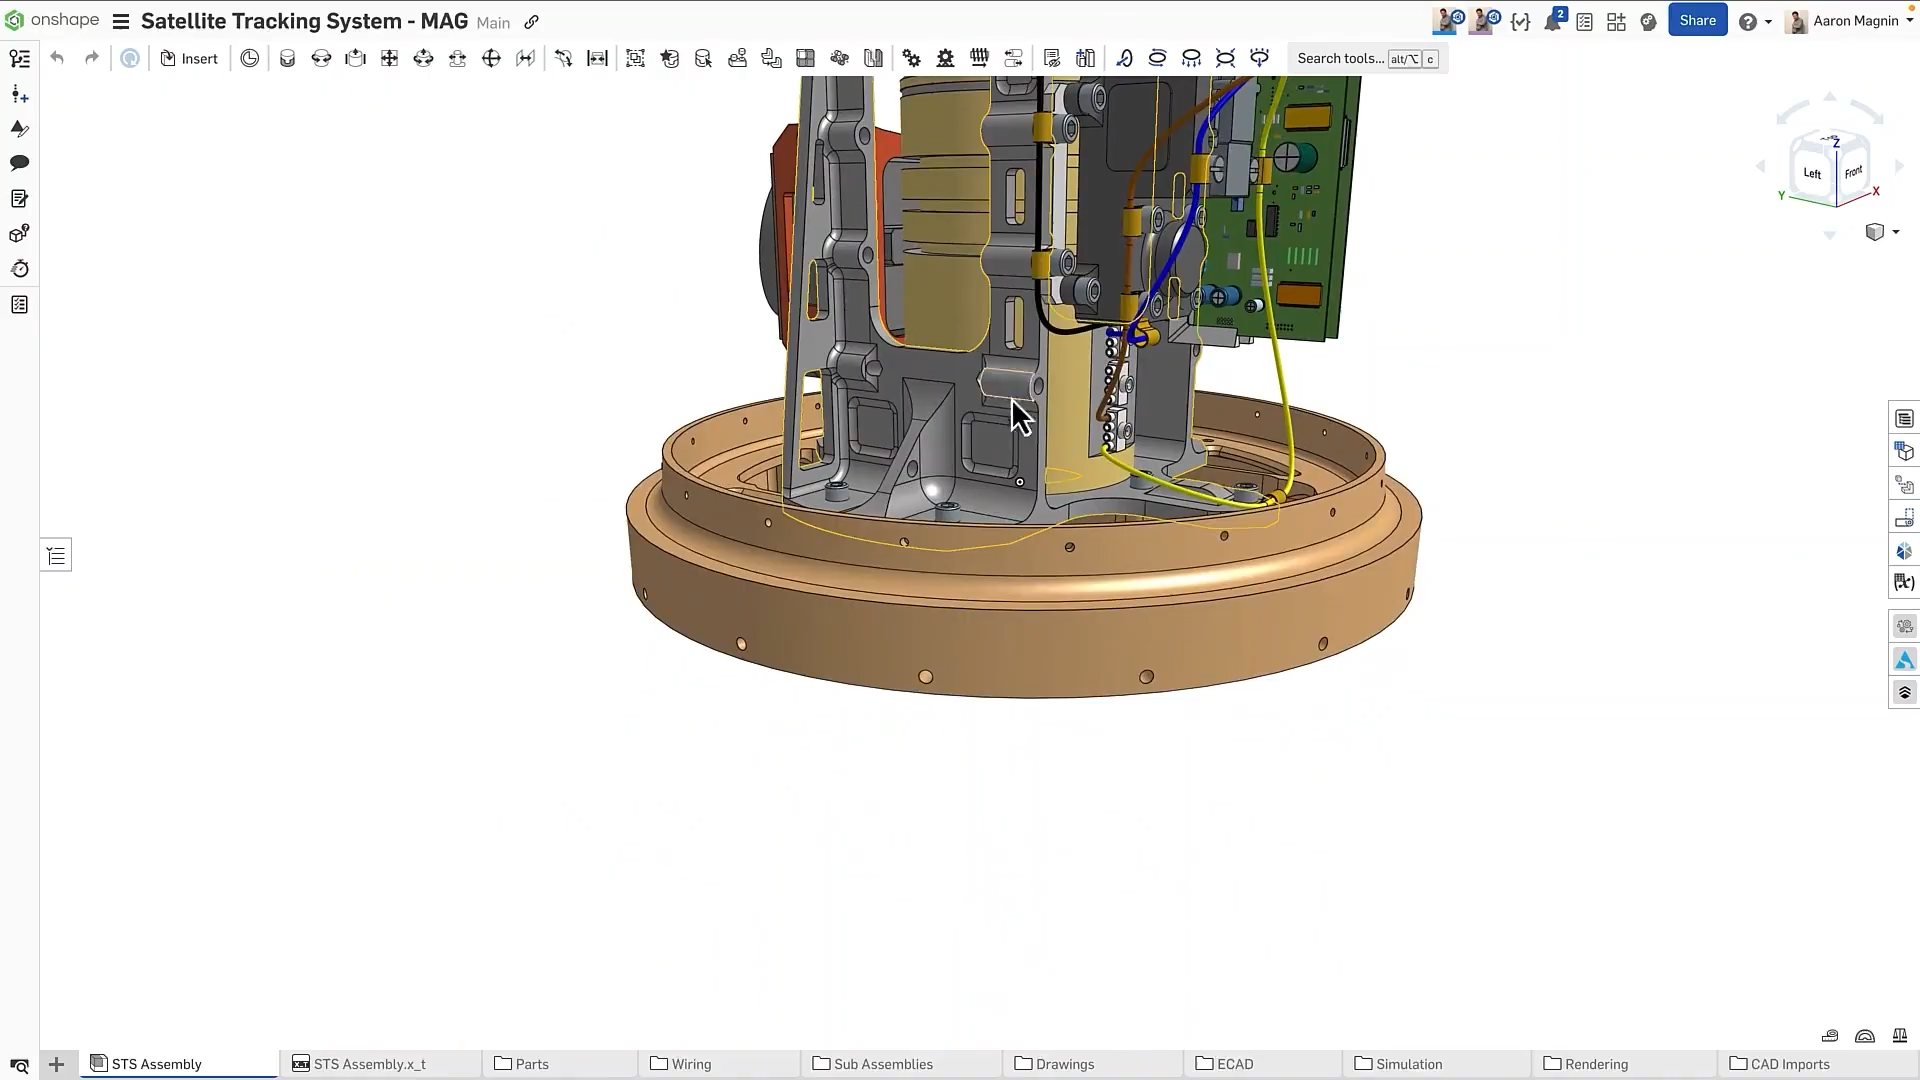 onshape Satellite Tracking System - MAG Main 2 Share Aaron Magnin
Insert Search tools... alt/⌥ c
Z
Left Front
Y X
STS Assembly STS Assembly.x_t Parts Wiring Sub Assemblies Drawings ECAD Simulation Rendering CAD Imports